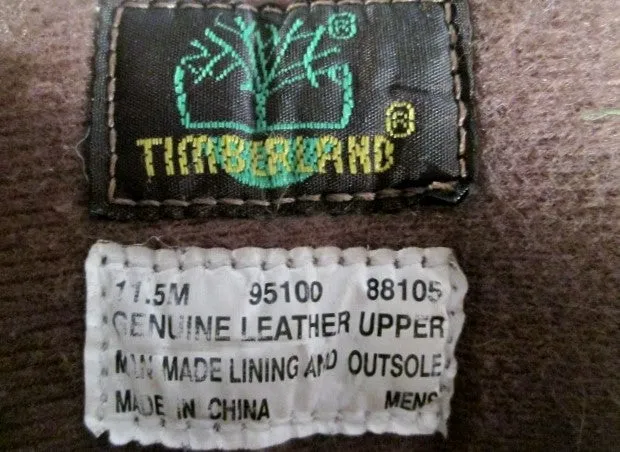 ®
TIMBERLAND®
11.5M 95100 88105
GENUINE LEATHER UPPER
MAN MADE LINING AND OUTSOLE
MADE IN CHINA MENS